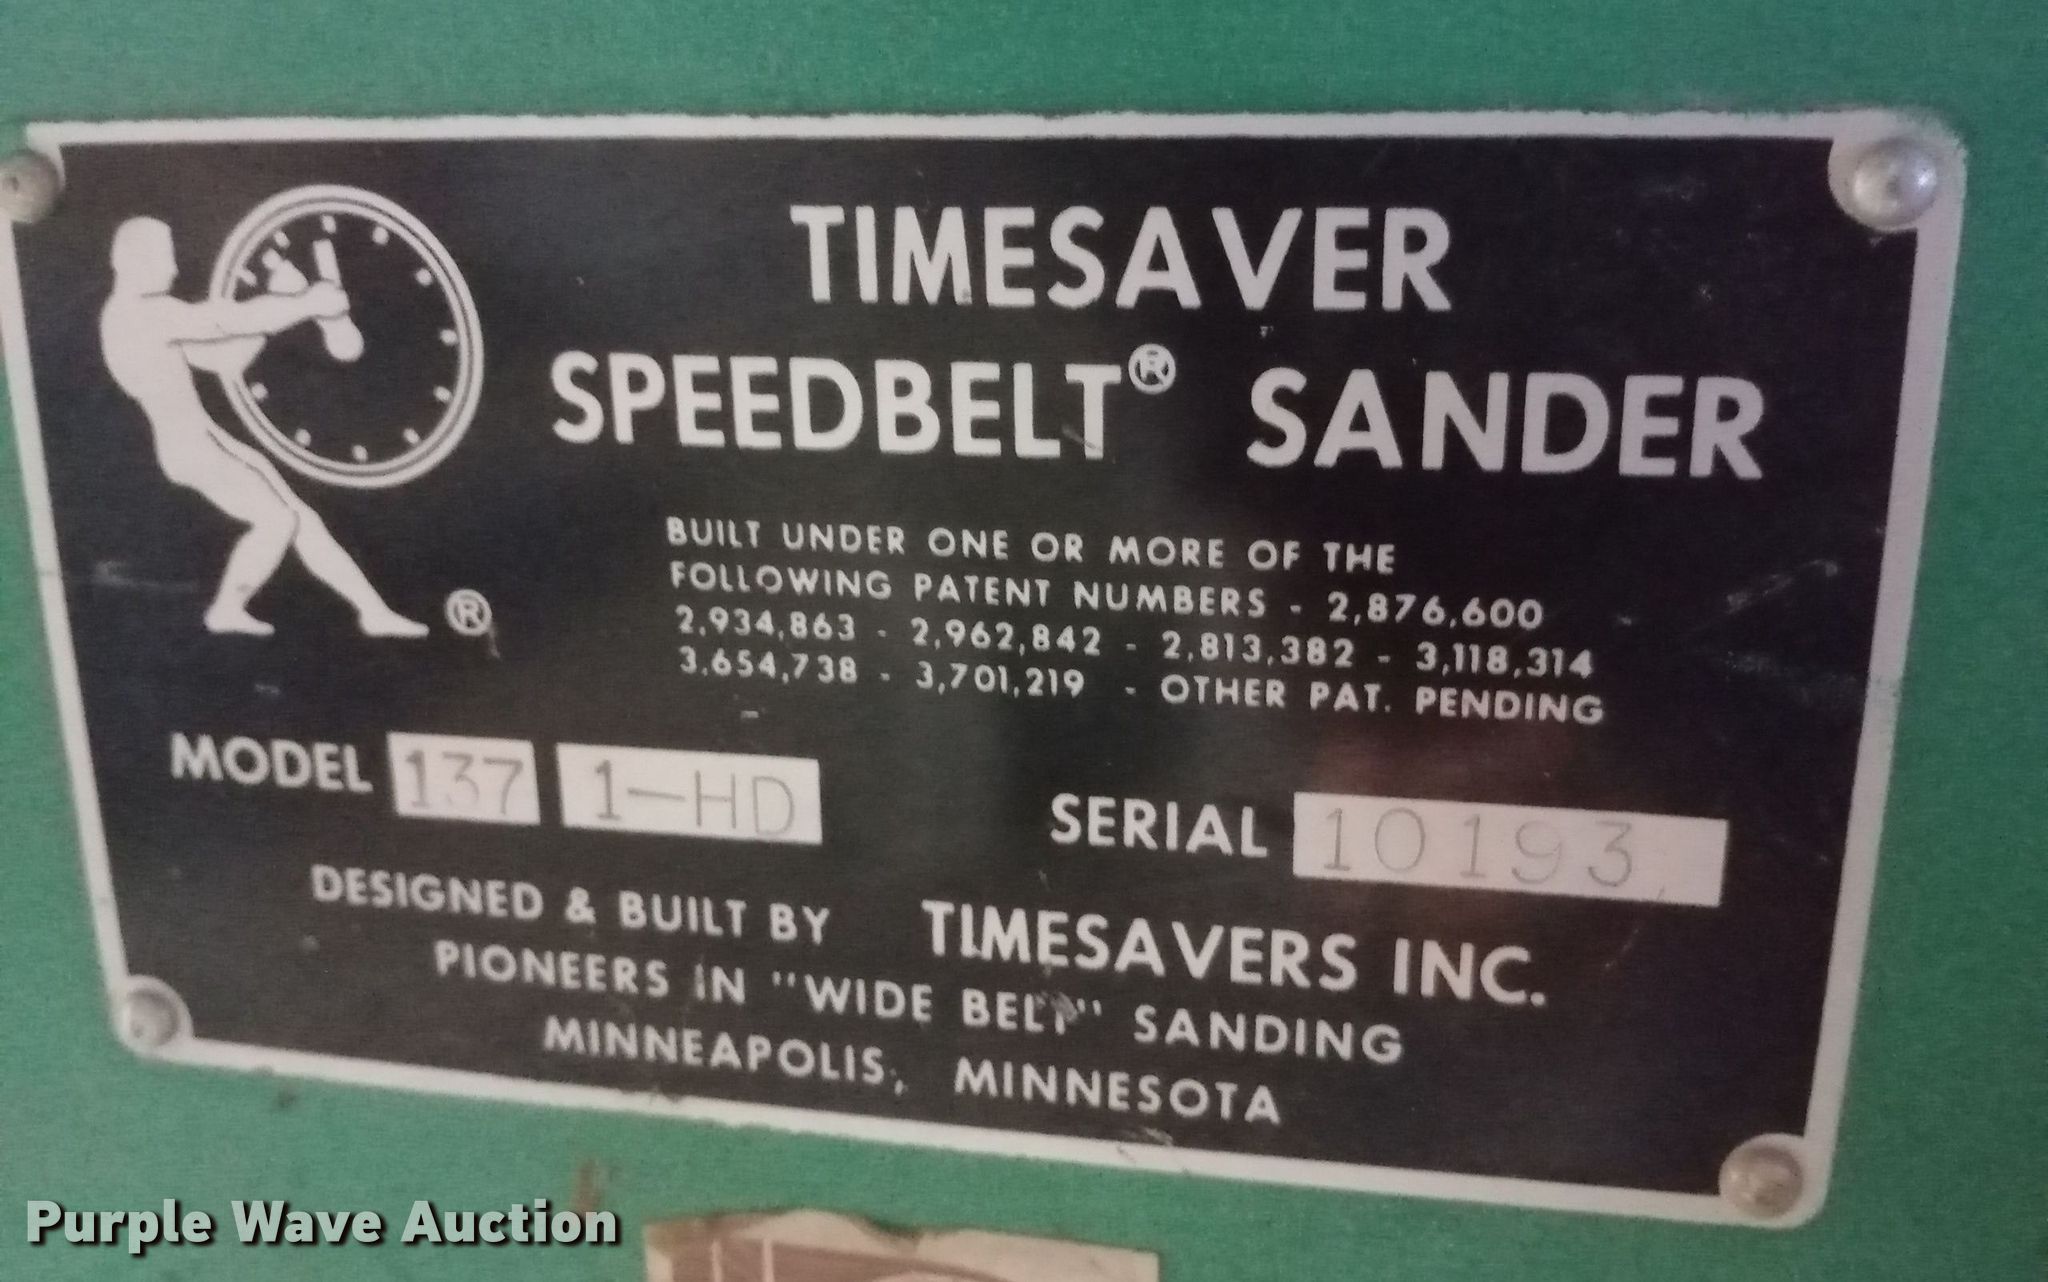 TIMESAVER
SPEEDBELT® SANDER
®
BUILT UNDER ONE OR MORE OF THE
FOLLOWING PATENT NUMBERS - 2,876,600
2,934,863 - 2,962,842 - 2,813,382 - 3,118,314
3,654,738 - 3,701,219 - OTHER PAT. PENDING
MODEL 137 1-HD SERIAL 10193
DESIGNED & BUILT BY TIMESAVERS INC.
PIONEERS IN "WIDE BELT" SANDING
MINNEAPOLIS, MINNESOTA
Purple Wave Auction